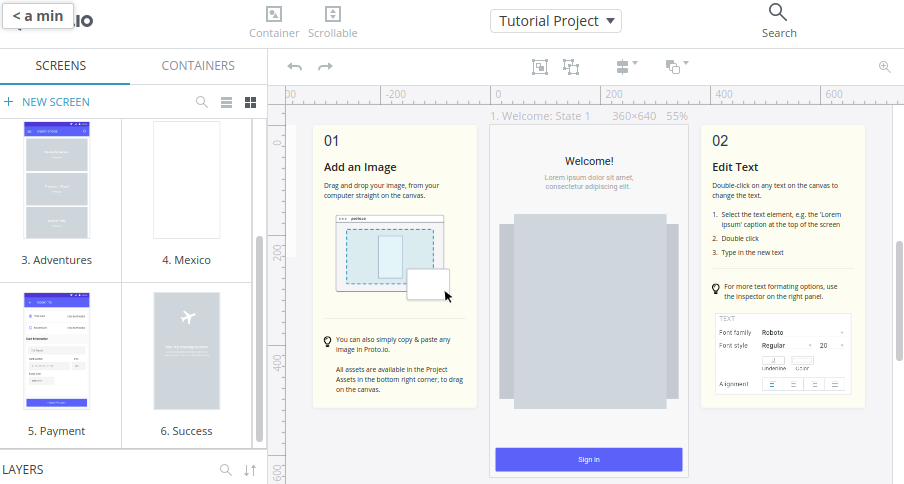 < a min
.IO
Container
Scrollable
Tutorial Project
Search
SCREENS
CONTAINERS
+ NEW SCREEN
3. Adventures
4. Mexico
5. Payment
6. Success
LAYERS
00
-200
0
200
400
600
0
200
400
600
1. Welcome: State 1
360×640
55%
01
Add an Image
Drag and drop your image, from your
computer straight on the canvas.
proto.io
You can also simply copy & paste any
image in Proto.io.
All assets are available in the Project
Assets in the bottom right corner, to drag
on the canvas.
Welcome!
Lorem ipsum dolor sit amet,
consectetur adipiscing elit.
Sign In
02
Edit Text
Double-click on any text on the canvas to
change the text.
1. Select the text element, e.g. the 'Lorem
ipsum' caption at the top of the screen
2. Double click
3. Type in the new text
For more text formating options, use
the inspector on the right panel.
TEXT
Font family
Roboto
Font style
Regular
20
Underline
Color
Alignment